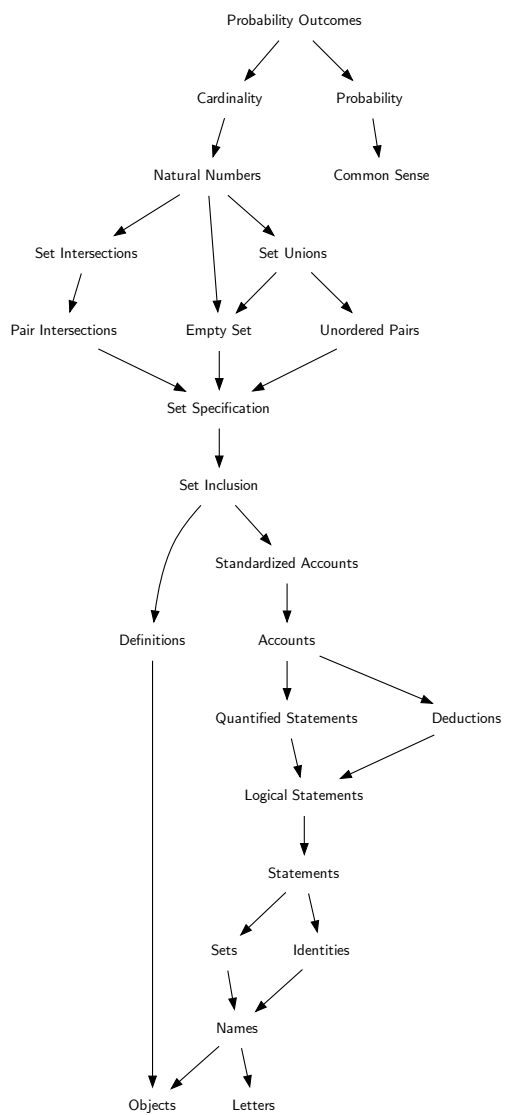 Probability Outcomes
Cardinality
Probability
Natural Numbers
Common Sense
Set Intersections
Set Unions
Pair Intersections
Empty Set
Unordered Pairs
Set Specification
Set Inclusion
Standardized Accounts
Definitions
Accounts
Quantified Statements
Deductions
Logical Statements
Statements
Sets
Identities
Names
Objects
Letters